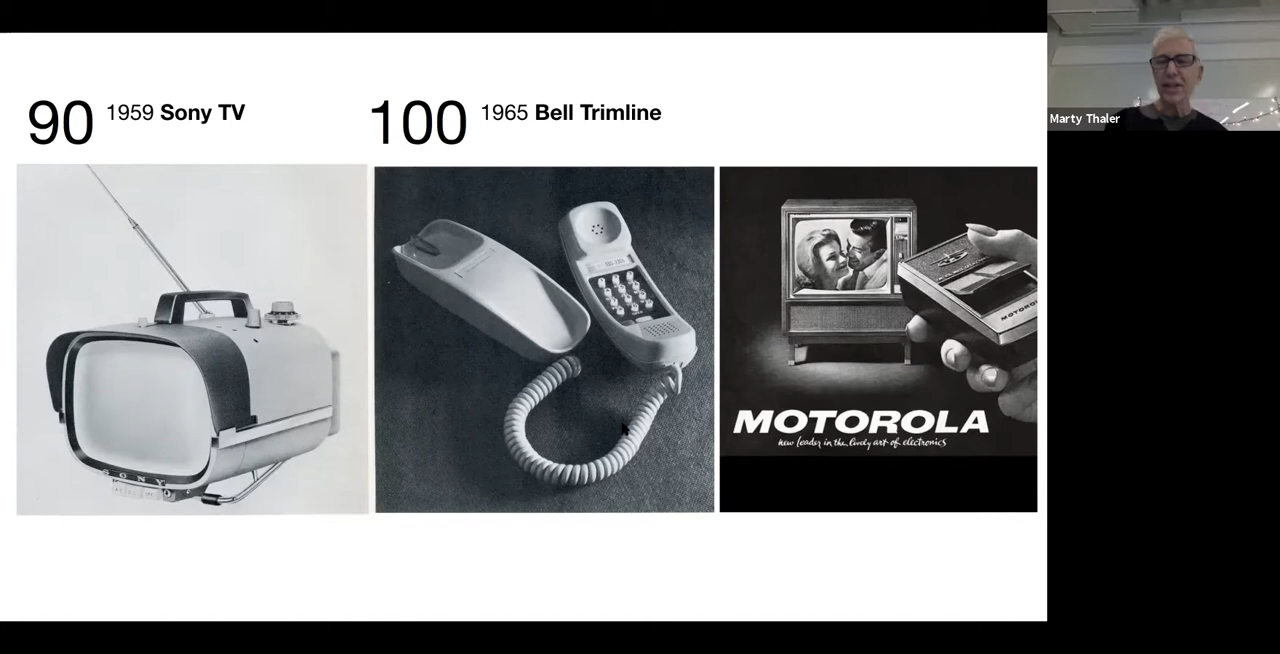 90 1959 Sony TV
100 1965 Bell Trimline
SONY
MOTOROLA
MOTOROLA
new leader in the lively art of electronics
Marty Thaler